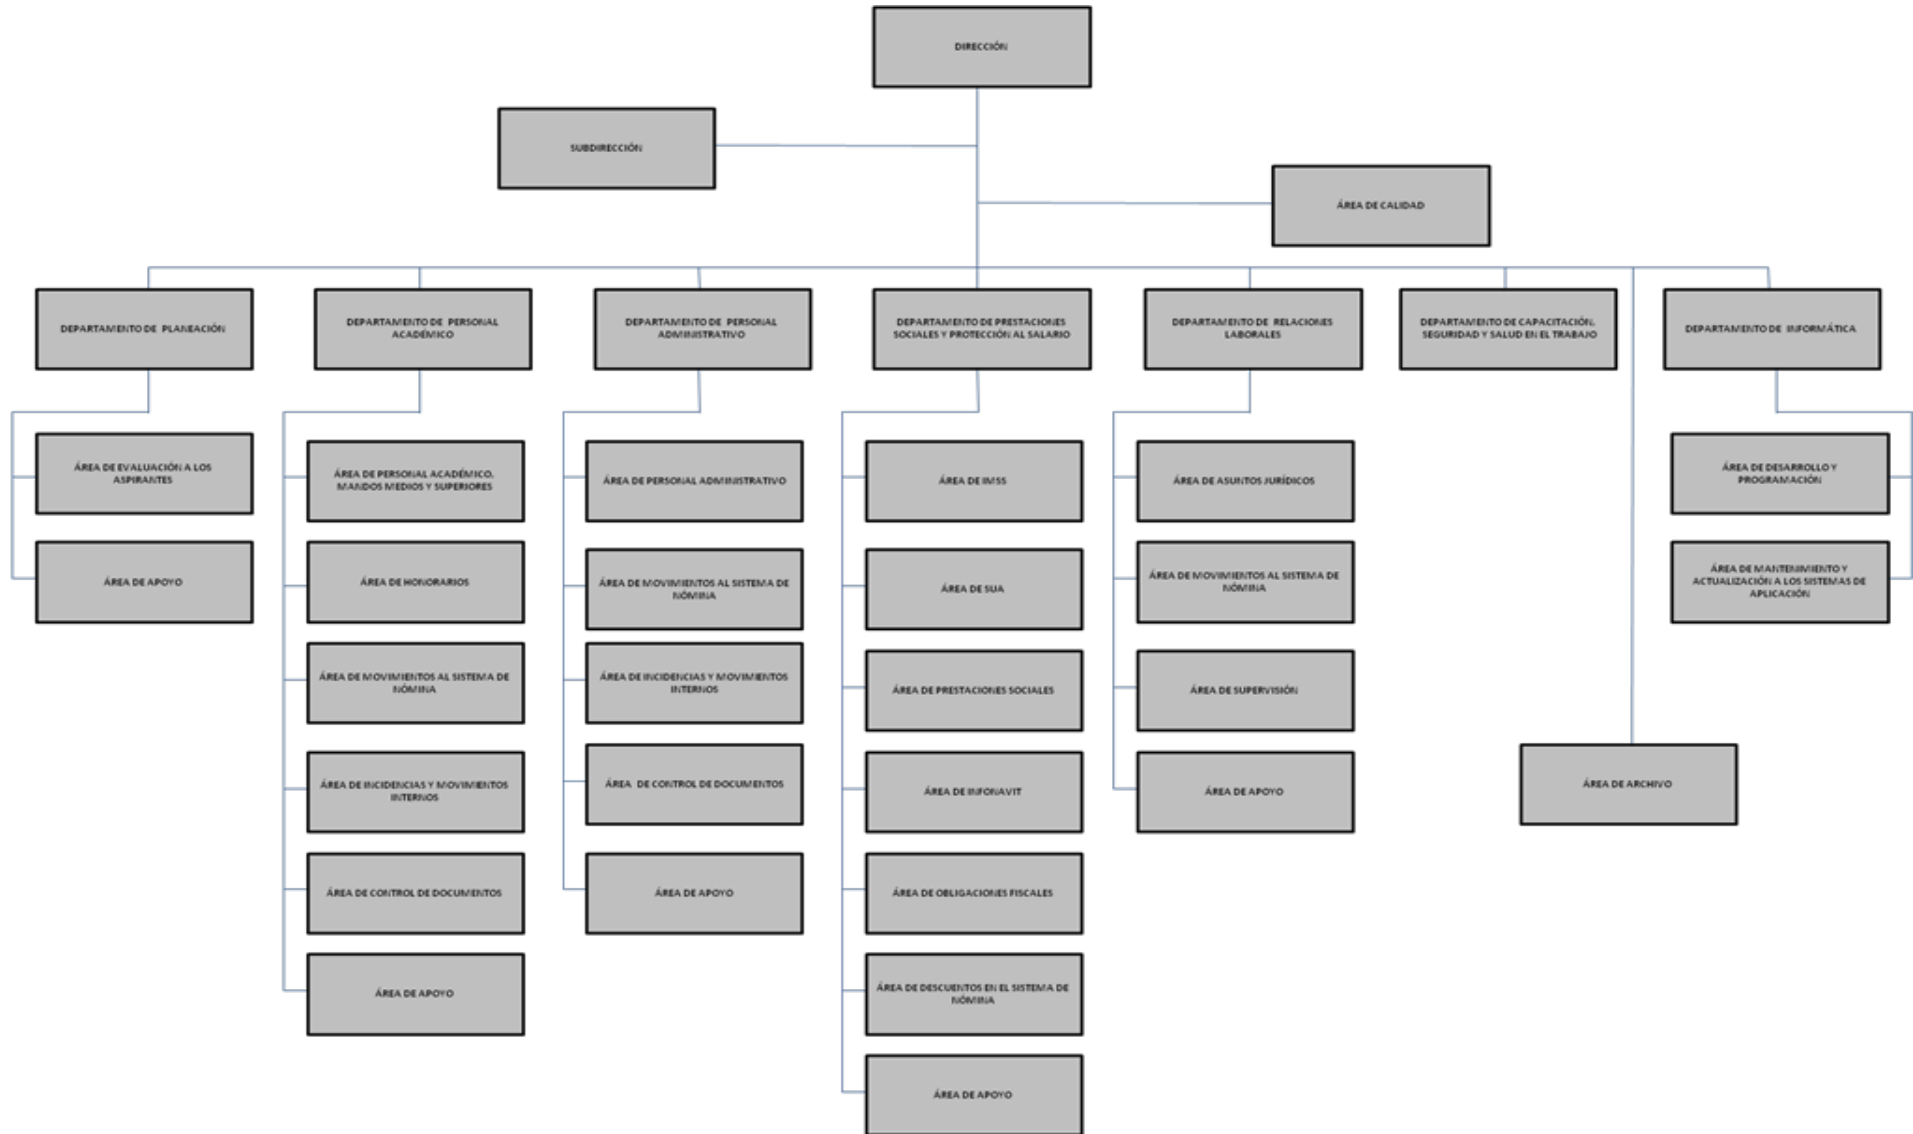 DIRECCIÓN
SUBDIRECCIÓN
ÁREA DE CALIDAD
DEPARTAMENTO DE PLANEACIÓN
DEPARTAMENTO DE PERSONAL
ACADÉMICO
DEPARTAMENTO DE PERSONAL
ADMINISTRATIVO
DEPARTAMENTO DE PRESTACIONES
SOCIALES Y PROTECCIÓN AL SALARIO
DEPARTAMENTO DE RELACIONES
LABORALES
DEPARTAMENTO DE CAPACITACIÓN,
SEGURIDAD Y SALUD EN EL TRABAJO
DEPARTAMENTO DE INFORMÁTICA
ÁREA DE EVALUACIÓN A LOS
ASPIRANTES
ÁREA DE APOYO
ÁREA DE PERSONAL ACADÉMICO,
MANDOS MEDIOS Y SUPERIORES
ÁREA DE HONORARIOS
ÁREA DE MOVIMIENTOS AL SISTEMA DE
NÓMINA
ÁREA DE INCIDENCIAS Y MOVIMIENTOS
INTERNOS
ÁREA DE CONTROL DE DOCUMENTOS
ÁREA DE APOYO
ÁREA DE PERSONAL ADMINISTRATIVO
ÁREA DE MOVIMIENTOS AL SISTEMA DE
NÓMINA
ÁREA DE INCIDENCIAS Y MOVIMIENTOS
INTERNOS
ÁREA DE CONTROL DE DOCUMENTOS
ÁREA DE APOYO
ÁREA DE IMSS
ÁREA DE SUA
ÁREA DE PRESTACIONES SOCIALES
ÁREA DE INFONAVIT
ÁREA DE OBLIGACIONES FISCALES
ÁREA DE DESCUENTOS EN EL SISTEMA DE
NÓMINA
ÁREA DE APOYO
ÁREA DE ASUNTOS JURÍDICOS
ÁREA DE MOVIMIENTOS AL SISTEMA DE
NÓMINA
ÁREA DE SUPERVISIÓN
ÁREA DE APOYO
ÁREA DE ARCHIVO
ÁREA DE DESARROLLO Y
PROGRAMACIÓN
ÁREA DE MANTENIMIENTO Y
ACTUALIZACIÓN A LOS SISTEMAS DE
APLICACIÓN